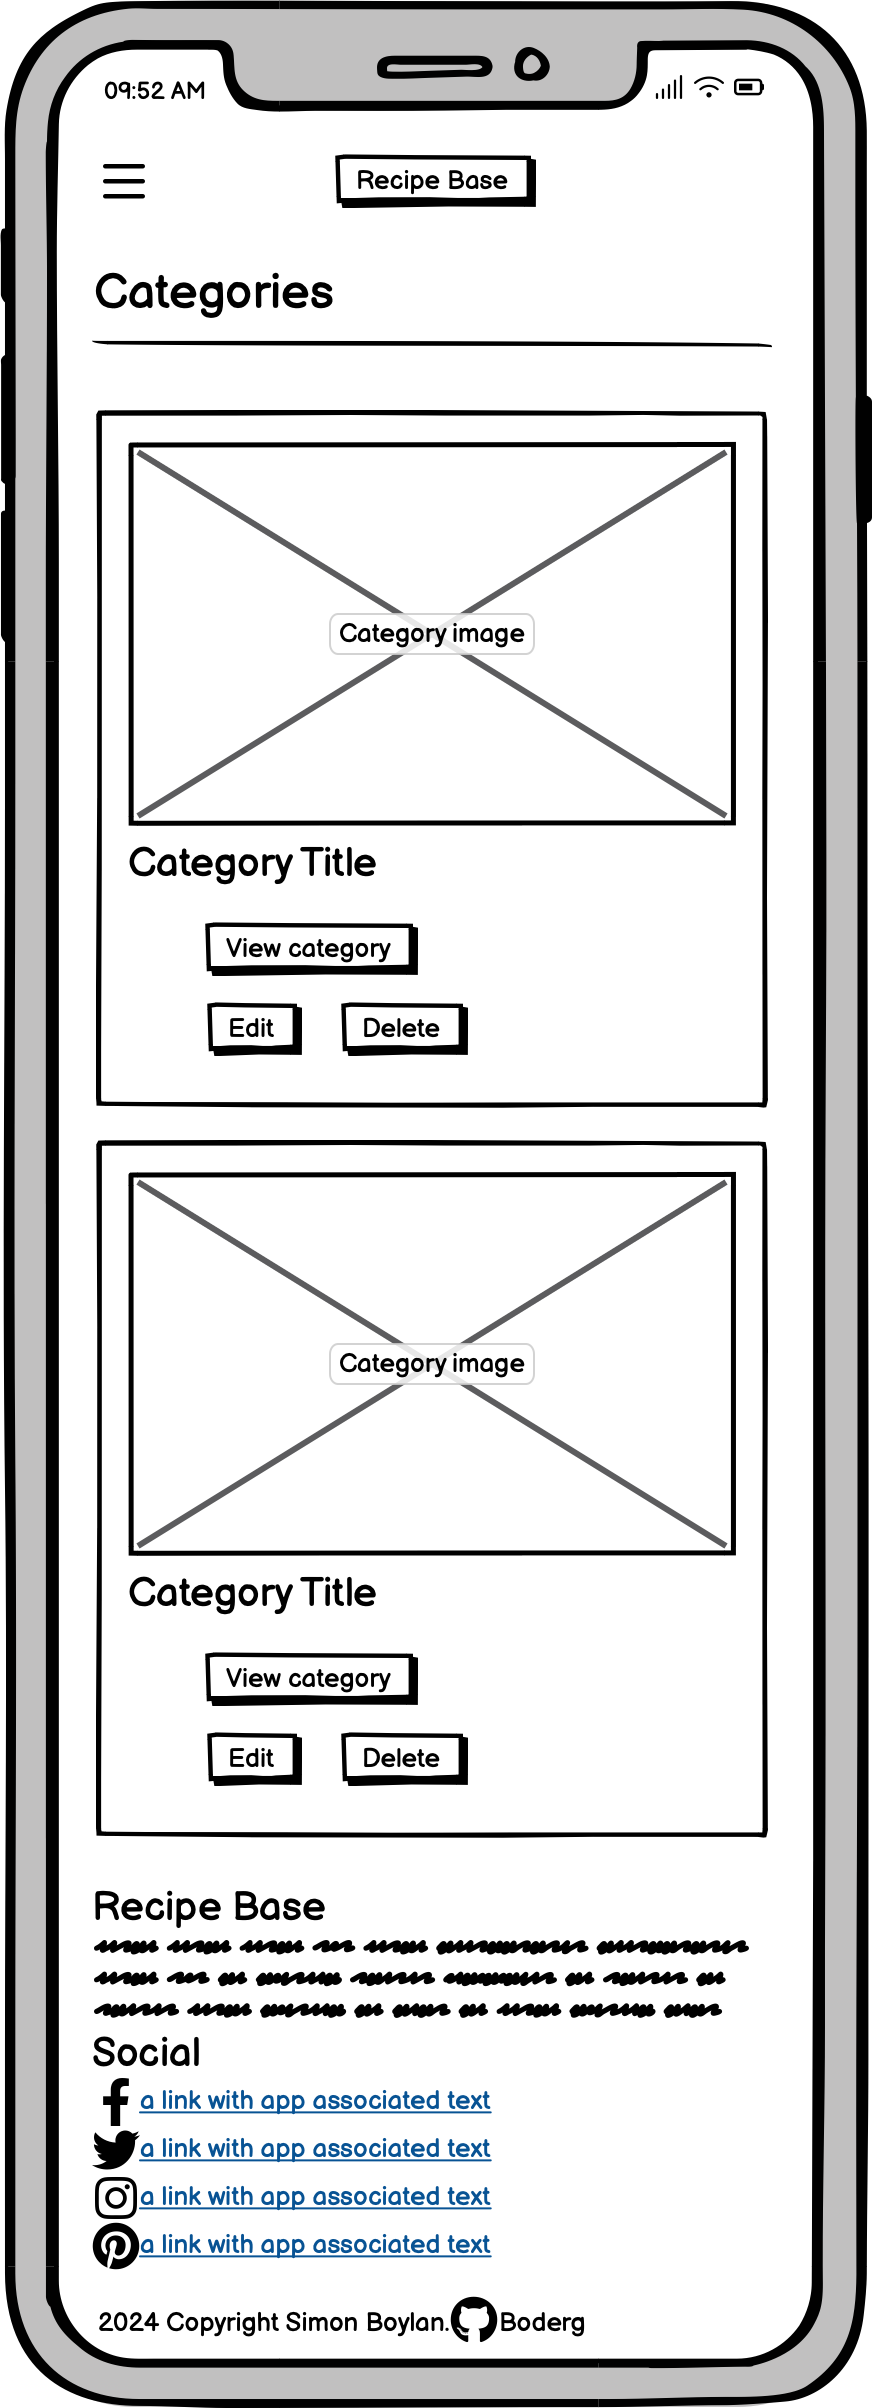 09:52 AM
Recipe Base
Categories
Category image
Category Title
View category
Edit Delete
Category image
Category Title
View category
Edit Delete
Recipe Base
Social
a link with app associated text
a link with app associated text
a link with app associated text
a link with app associated text
2024 Copyright Simon Boylan. Boderg